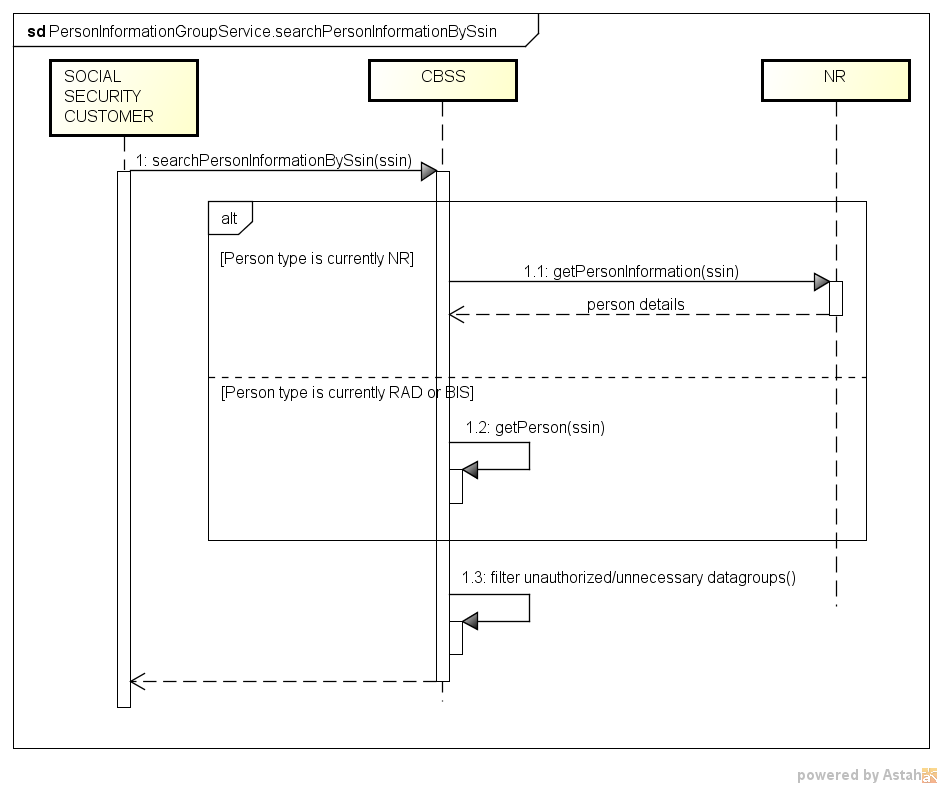 sd PersonInformationGroupService.searchPersonInformationBySsin
SOCIAL
SECURITY
CUSTOMER
CBSS
NR
1: searchPersonInformationBySsin(ssin)
alt
[Person type is currently NR]
1.1: getPersonInformation(ssin)
person details
[Person type is currently RAD or BIS]
1.2: getPerson(ssin)
1.3: filter unauthorized/unnecessary datagroups()
powered by Astah